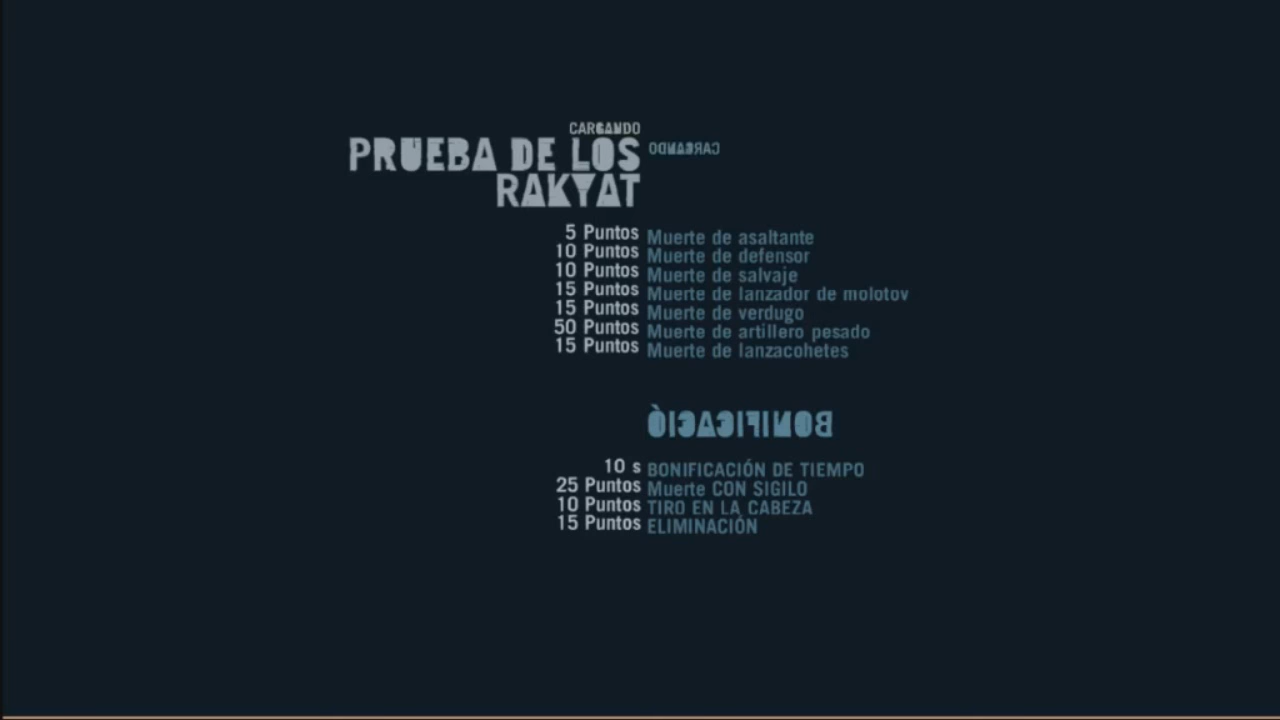 CARGANDO
CARGANDO
PRUEBA DE LOS
RAKYAT
5 Puntos Muerte de asaltante
10 Puntos Muerte de defensor
10 Puntos Muerte de salvaje
15 Puntos Muerte de lanzador de molotov
15 Puntos Muerte de verdugo
50 Puntos Muerte de artillero pesado
15 Puntos Muerte de lanzacohetes
BONIFICACIÓ
10 s BONIFICACIÓN DE TIEMPO
25 Puntos Muerte CON SIGILO
10 Puntos TIRO EN LA CABEZA
15 Puntos ELIMINACIÓN